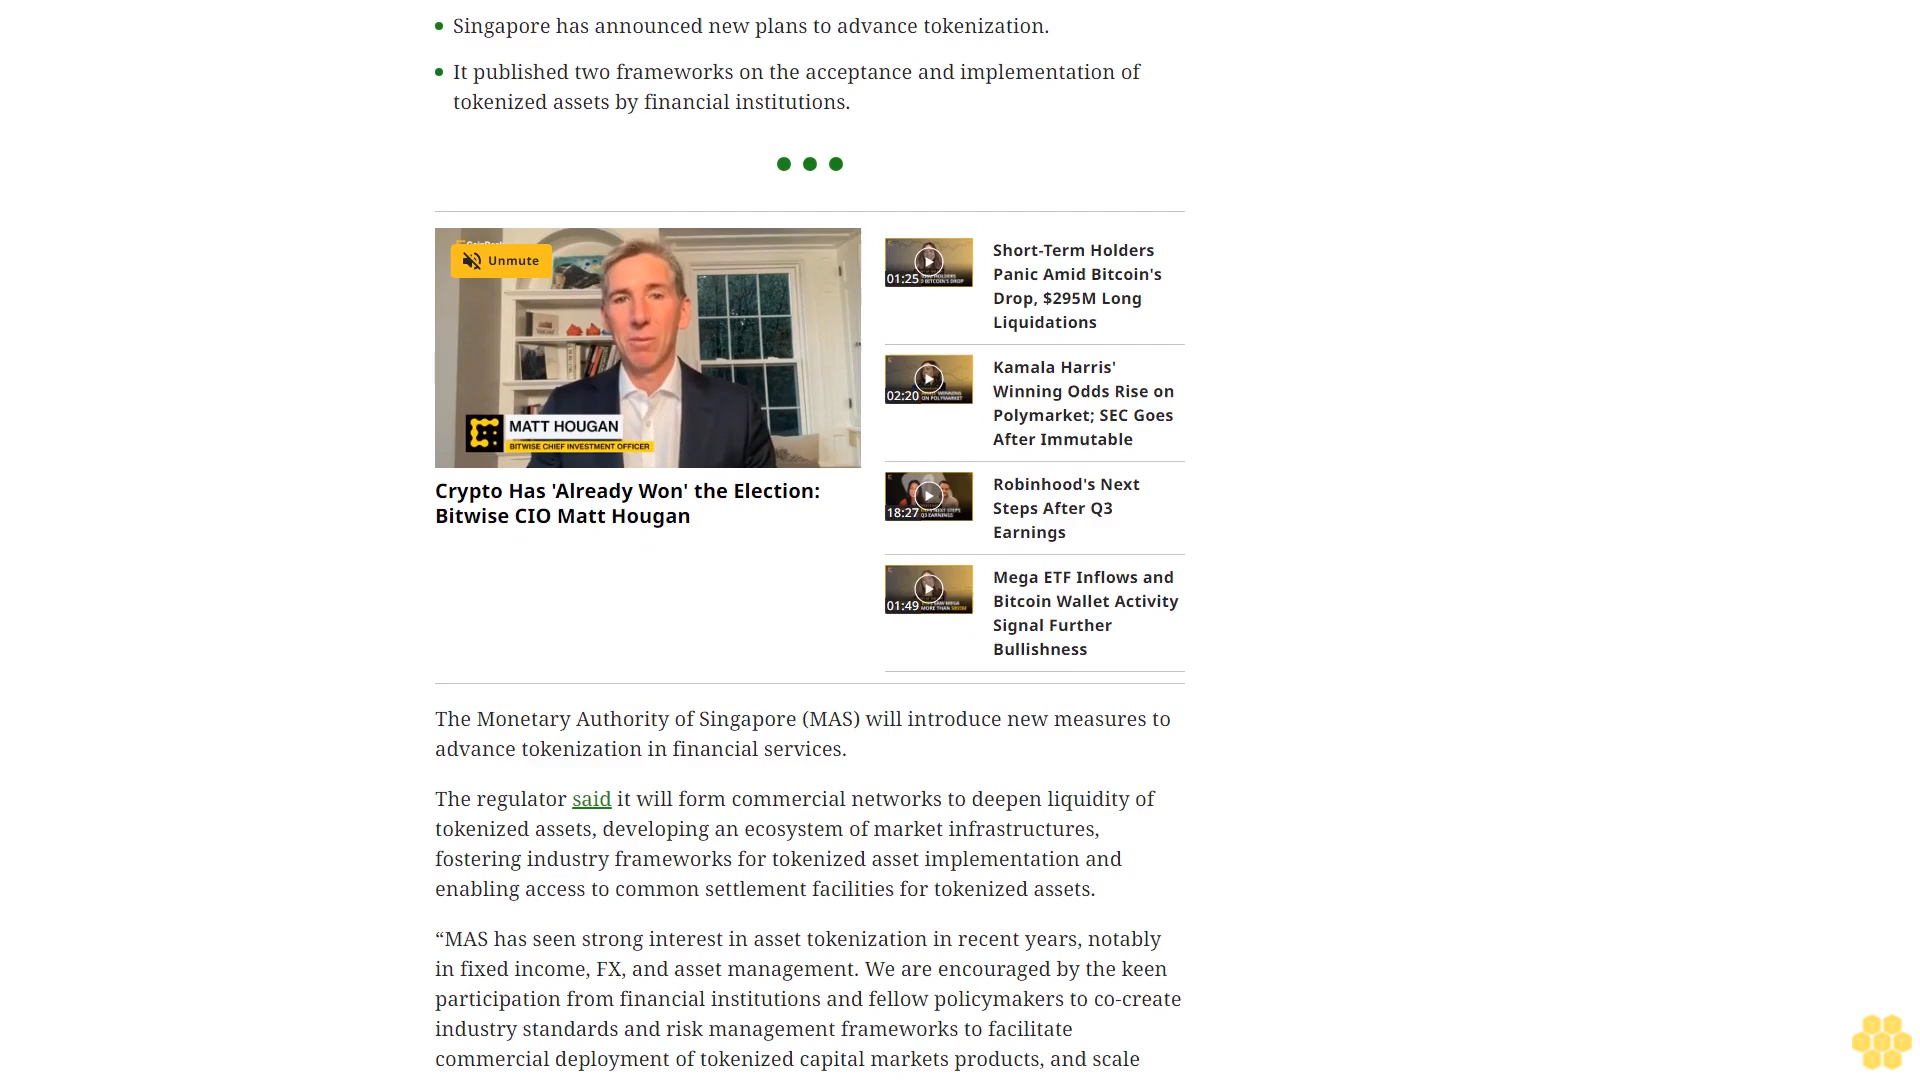 Singapore has announced new plans to advance tokenization.
It published two frameworks on the acceptance and implementation of
tokenized assets by financial institutions.
Unmute
MATT HOUGAN
BITWISE CHIEF INVESTMENT OFFICER
Crypto Has 'Already Won' the Election:
Bitwise CIO Matt Hougan
01:25
Short-Term Holders
Panic Amid Bitcoin's
Drop, $295M Long
Liquidations
02:20
Kamala Harris'
Winning Odds Rise on
Polymarket; SEC Goes
After Immutable
18:27
Robinhood's Next
Steps After Q3
Earnings
01:49
Mega ETF Inflows and
Bitcoin Wallet Activity
Signal Further
Bullishness
The Monetary Authority of Singapore (MAS) will introduce new measures to
advance tokenization in financial services.
The regulator said it will form commercial networks to deepen liquidity of
tokenized assets, developing an ecosystem of market infrastructures,
fostering industry frameworks for tokenized asset implementation and
enabling access to common settlement facilities for tokenized assets.
“MAS has seen strong interest in asset tokenization in recent years, notably
in fixed income, FX, and asset management. We are encouraged by the keen
participation from financial institutions and fellow policymakers to co-create
industry standards and risk management frameworks to facilitate
commercial deployment of tokenized capital markets products, and scale